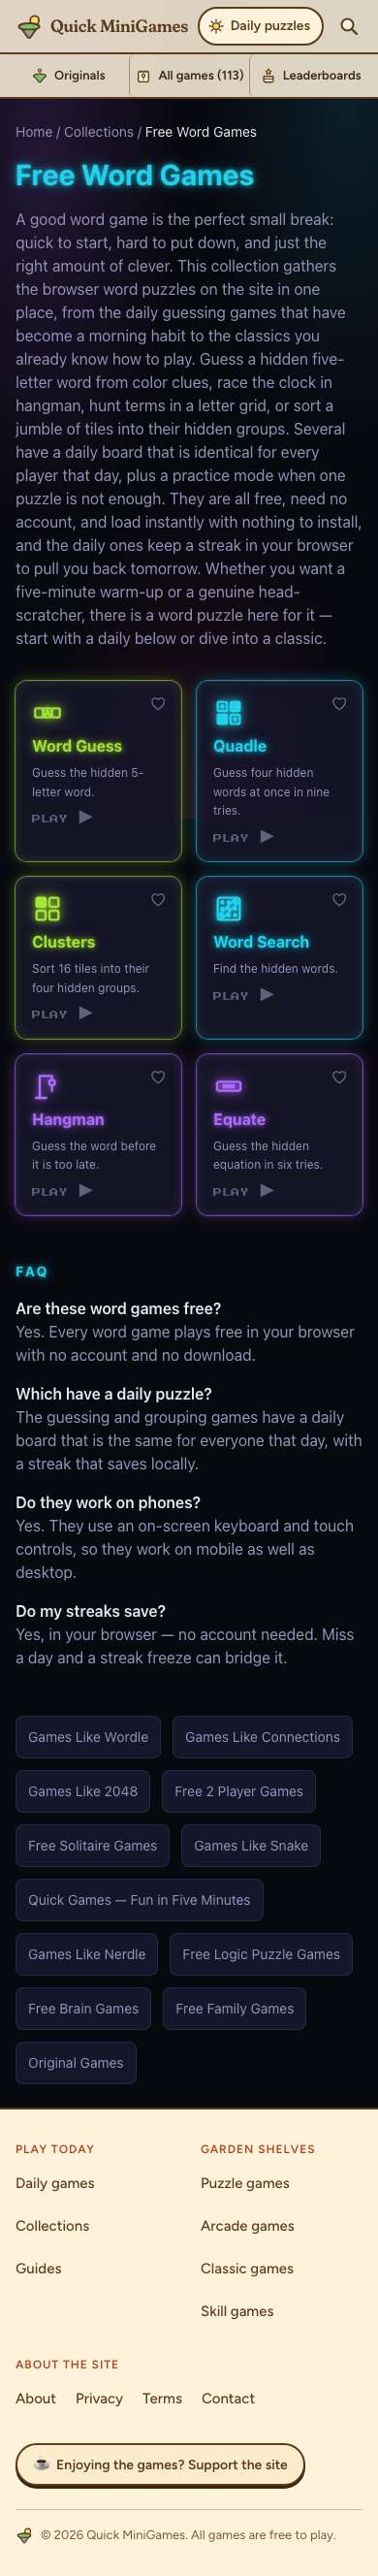 Quick MiniGames
Daily puzzles
Originals
All games (113)
Leaderboards
Home / Collections / Free Word Games
Free Word Games
A good word game is the perfect small break:
quick to start, hard to put down, and just the
right amount of clever. This collection gathers
the browser word puzzles on the site in one
place, from the daily guessing games that have
become a morning habit to the classics you
already know how to play. Guess a hidden five-
letter word from color clues, race the clock in
hangman, hunt terms in a letter grid, or sort a
jumble of tiles into their hidden groups. Several
have a daily board that is identical for every
player that day, plus a practice mode when one
puzzle is not enough. They are all free, need no
account, and load instantly with nothing to install,
and the daily ones keep a streak in your browser
to pull you back tomorrow. Whether you want a
five-minute warm-up or a genuine head-
scratcher, there is a word puzzle here for it —
start with a daily below or dive into a classic.
Word Guess
Guess the hidden 5-
letter word.
PLAY
Quadle
Guess four hidden
words at once in nine
tries.
PLAY
Clusters
Sort 16 tiles into their
four hidden groups.
PLAY
Word Search
Find the hidden words.
PLAY
Hangman
Guess the word before
it is too late.
PLAY
Equate
Guess the hidden
equation in six tries.
PLAY
FAQ
Are these word games free?
Yes. Every word game plays free in your browser
with no account and no download.
Which have a daily puzzle?
The guessing and grouping games have a daily
board that is the same for everyone that day, with
a streak that saves locally.
Do they work on phones?
Yes. They use an on-screen keyboard and touch
controls, so they work on mobile as well as
desktop.
Do my streaks save?
Yes, in your browser — no account needed. Miss
a day and a streak freeze can bridge it.
Games Like Wordle
Games Like Connections
Games Like 2048
Free 2 Player Games
Free Solitaire Games
Games Like Snake
Quick Games — Fun in Five Minutes
Games Like Nerdle
Free Logic Puzzle Games
Free Brain Games
Free Family Games
Original Games
PLAY TODAY
Daily games
Collections
Guides
GARDEN SHELVES
Puzzle games
Arcade games
Classic games
Skill games
ABOUT THE SITE
About
Privacy
Terms
Contact
Enjoying the games? Support the site
© 2026 Quick MiniGames. All games are free to play.